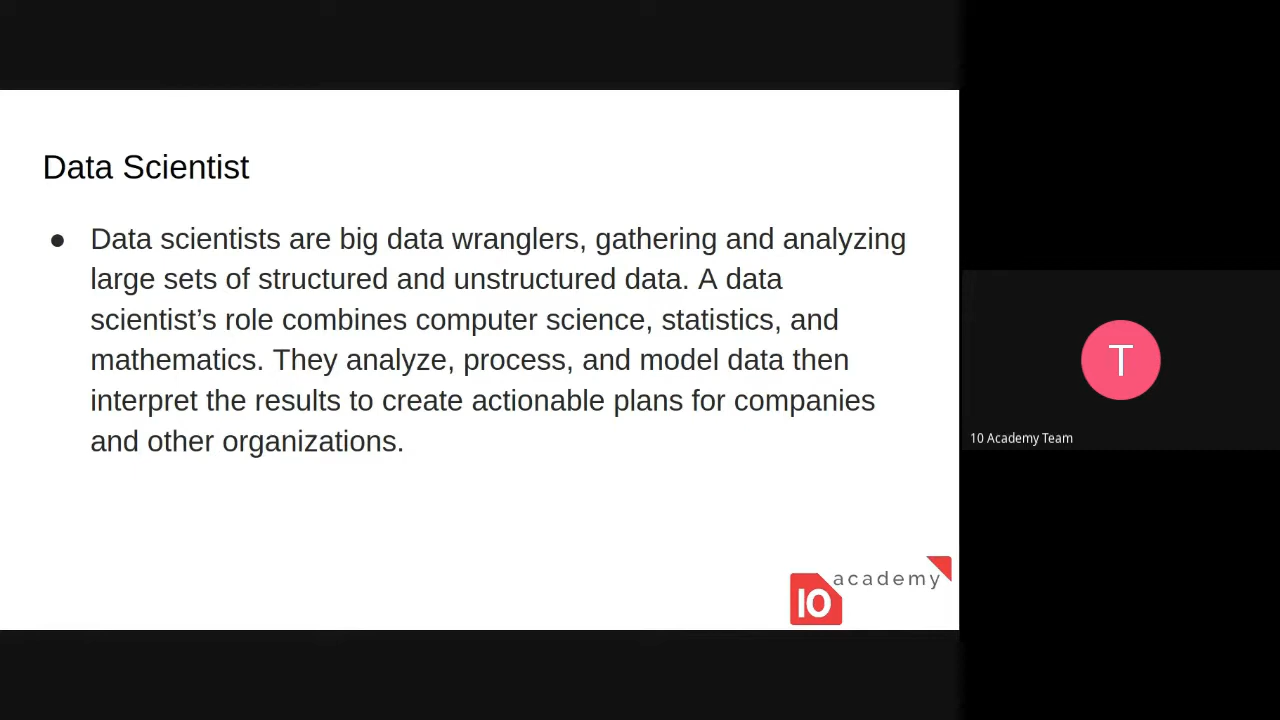 Data Scientist
● Data scientists are big data wranglers, gathering and analyzing
large sets of structured and unstructured data. A data
scientist’s role combines computer science, statistics, and
mathematics. They analyze, process, and model data then
interpret the results to create actionable plans for companies
and other organizations.
academy
10
T
10 Academy Team